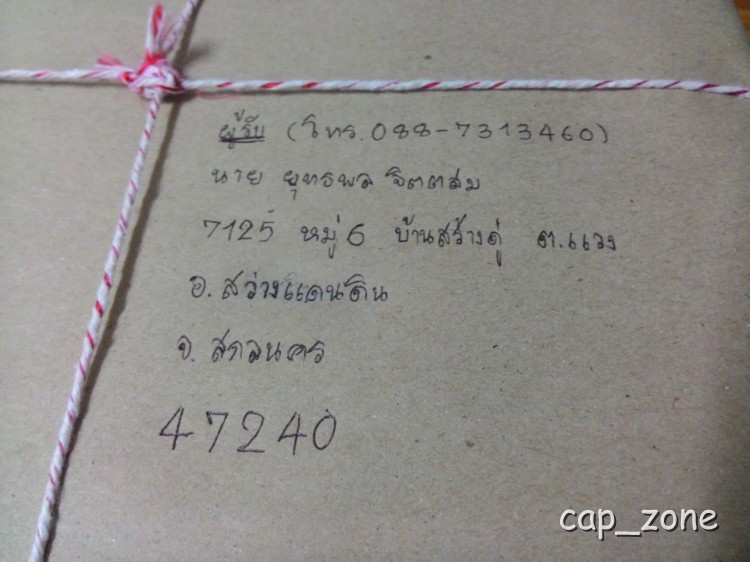 ผู้รับ (โทร. 088-7313460)
นาย ยุทธพล จิตตสม
7125 หมู่ 6 บ้านสร้างดู่ ต.แวง
อ. สว่างแดนดิน
จ. สกลนคร
47240
cap_zone